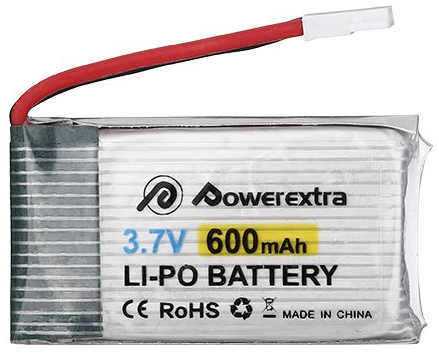 Powerextra
3.7V 600mAh
LI-PO BATTERY
CE RoHS MADE IN CHINA